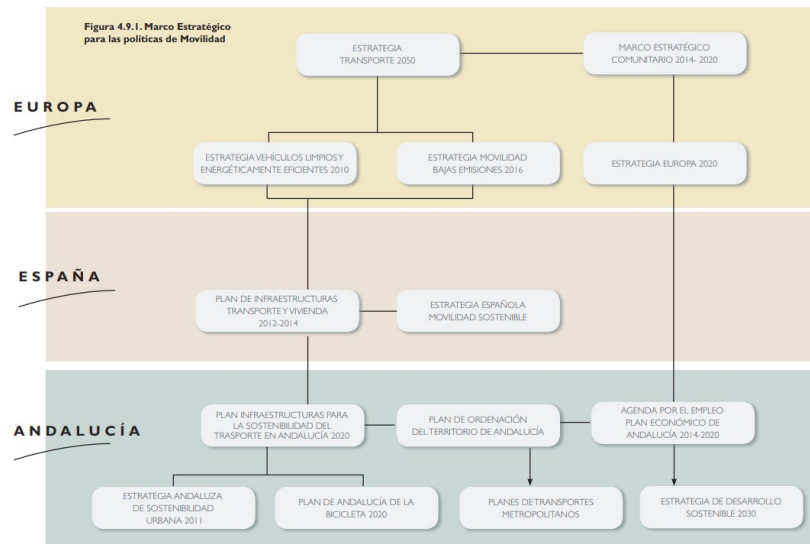 Figura 4.9.1. Marco Estratégico
para las políticas de Movilidad
EUROPA
ESTRATEGIA
TRANSPORTE 2050
MARCO ESTRATÉGICO
COMUNITARIO 2014- 2020
ESTRATEGIA VEHÍCULOS LIMPIOS Y
ENERGÉTICAMENTE EFICIENTES 2010
ESTRATEGIA MOVILIDAD
BAJAS EMISIONES 2016
ESTRATEGIA EUROPA 2020
ESPAÑA
PLAN DE INFRAESTRUCTURAS
TRANSPORTE Y VIVIENDA
2012-2014
ESTRATEGIA ESPAÑOLA
MOVILIDAD SOSTENIBLE
ANDALUCÍA
PLAN INFRAESTRUCTURAS PARA
LA SOSTENIBILIDAD DEL
TRASPORTE EN ANDALUCÍA 2020
PLAN DE ORDENACIÓN
DEL TERRITORIO DE ANDALUCÍA
AGENDA POR EL EMPLEO
PLAN ECONÓMICO DE
ANDALUCÍA 2014-2020
ESTRATEGIA ANDALUZA
DE SOSTENIBILIDAD
URBANA 2011
PLAN DE ANDALUCÍA DE LA
BICICLETA 2020
PLANES DE TRANSPORTES
METROPOLITANOS
ESTRATEGIA DE DESARROLLO
SOSTENIBLE 2030